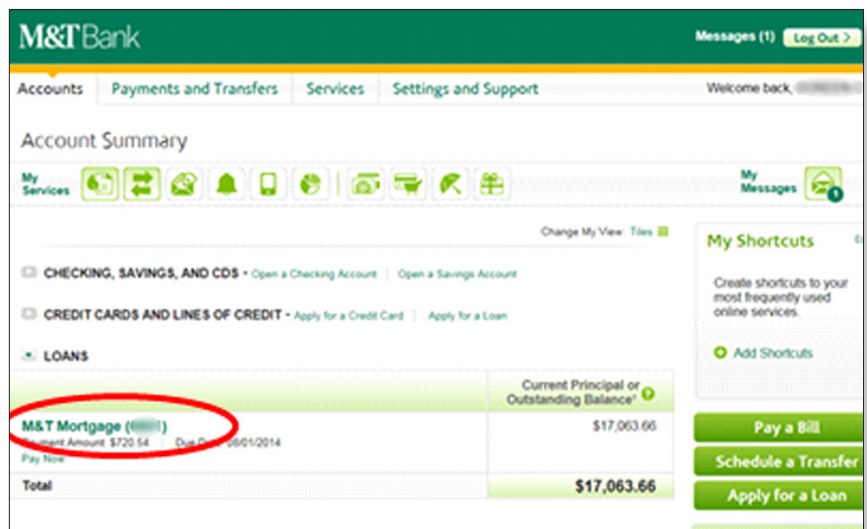 M&T Bank
Messages (1) Log Out >
Accounts Payments and Transfers Services Settings and Support Welcome back,
Account Summary
My Services
My Messages 1
Change My View: Tiles
My Shortcuts
CHECKING, SAVINGS, AND CDS • Open a Checking Account | Open a Savings Account
Create shortcuts to your
most frequently used
online services.
CREDIT CARDS AND LINES OF CREDIT • Apply for a Credit Card | Apply for a Loan
Add Shortcuts
LOANS
Current Principal or
Outstanding Balance¹ ?
M&T Mortgage ( ) $17,063.66
Payment Amount $720.54 | Due Date 06/01/2014
Pay Now
Total $17,063.66
Pay a Bill
Schedule a Transfer
Apply for a Loan